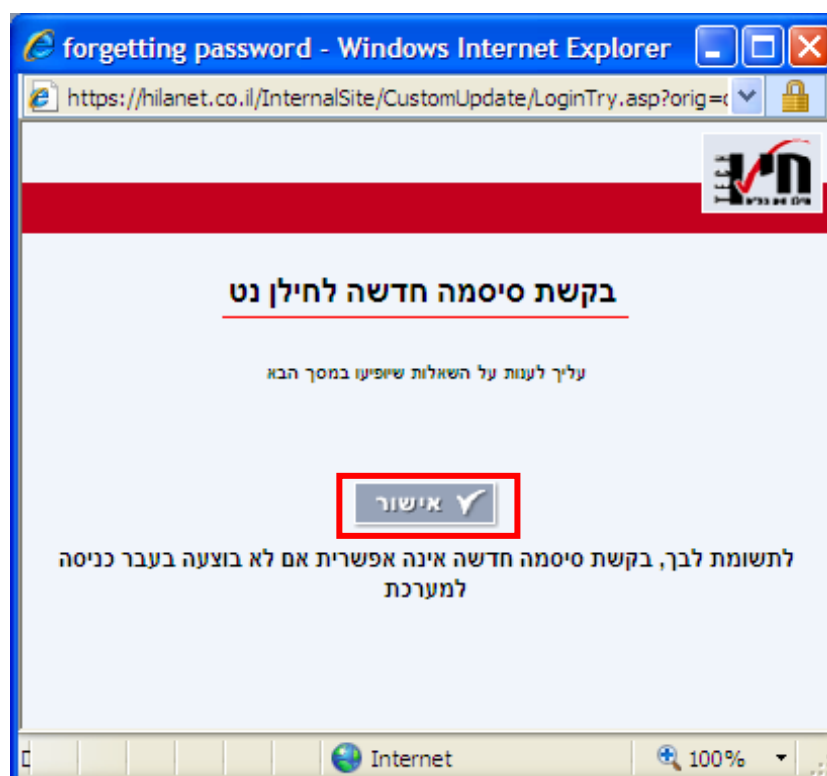 forgetting password - Windows Internet Explorer
https://hilanet.co.il/InternalSite/CustomUpdate/LoginTry.asp?orig=
בקשת סיסמה חדשה לחילן נט
עליך לענות על השאלות שיופיעו במסך הבא
אישור
לתשומת לבך, בקשת סיסמה חדשה אינה אפשרית אם לא בוצעה בעבר כניסה
למערכת
Internet 100%